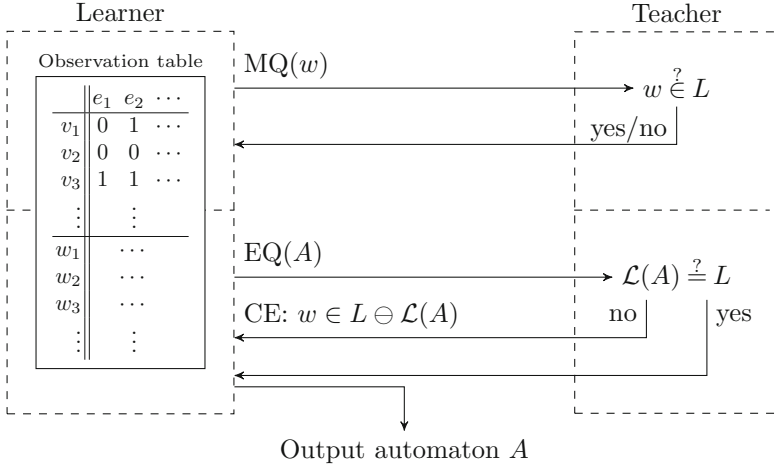 Learner
Teacher
Observation table
e₁ e₂ ⋯
v₁ 0 1 ⋯
v₂ 0 0 ⋯
v₃ 1 1 ⋯
⋮ ⋮
w₁ ⋯
w₂ ⋯
w₃ ⋯
⋮ ⋮
MQ(w)
w ∈? L
yes/no
EQ(A)
ℒ(A) =? L
CE: w ∈ L ⊖ ℒ(A)
no
yes
Output automaton A